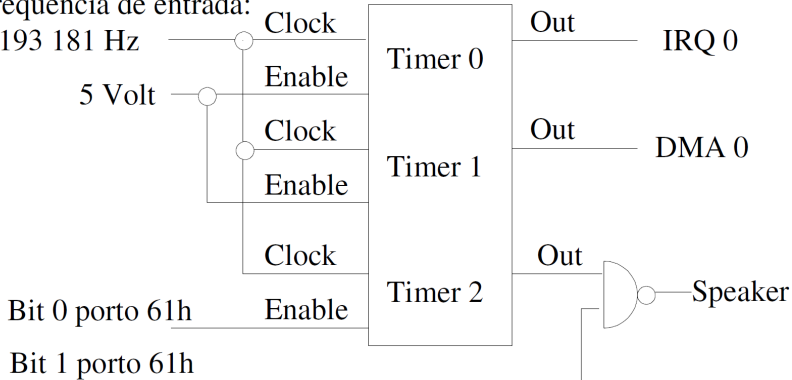 requência de entrada:
193 181 Hz
5 Volt
Clock
Enable
Clock
Enable
Clock
Enable
Bit 0 porto 61h
Bit 1 porto 61h
Timer 0
Timer 1
Timer 2
Out
IRQ 0
Out
DMA 0
Out
Speaker